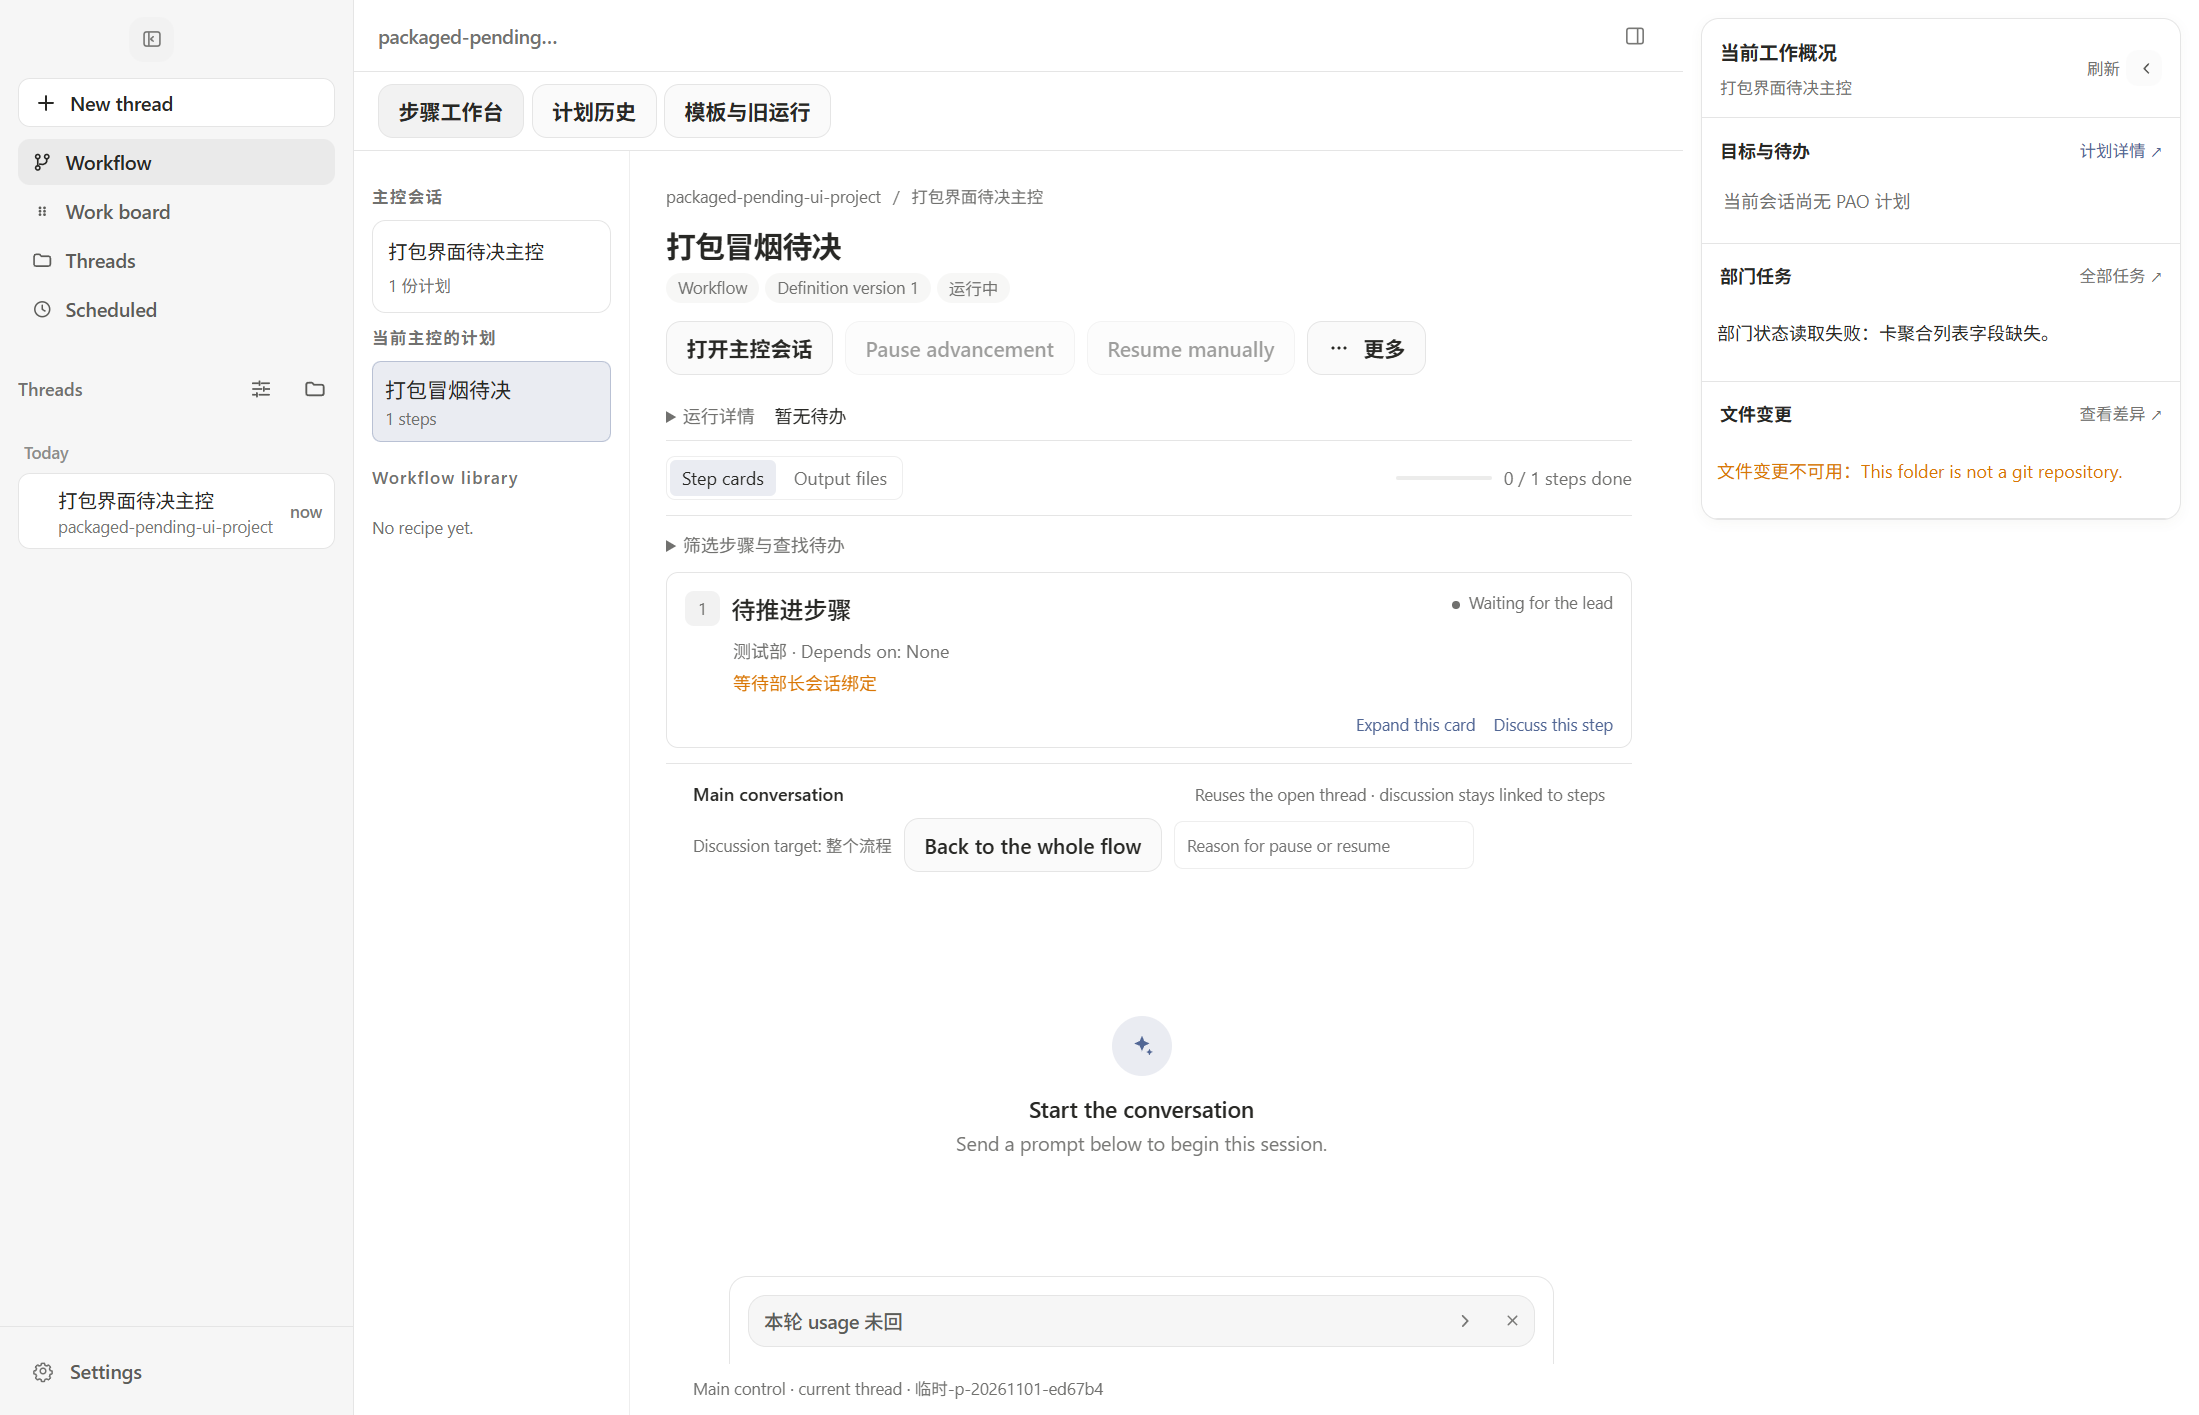 New thread
Workflow
Work board
Threads
Scheduled
Threads
Today
打包界面待决主控
packaged-pending-ui-project
now
Settings
packaged-pending...
步骤工作台
计划历史
模板与旧运行
主控会话
打包界面待决主控
1 份计划
当前主控的计划
打包冒烟待决
1 steps
Workflow library
No recipe yet.
packaged-pending-ui-project / 打包界面待决主控
打包冒烟待决
Workflow
Definition version 1
运行中
打开主控会话
Pause advancement
Resume manually
··· 更多
▶ 运行详情 暂无待办
Step cards
Output files
0 / 1 steps done
▶ 筛选步骤与查找待办
1
待推进步骤
Waiting for the lead
测试部 · Depends on: None
等待部长会话绑定
Expand this card
Discuss this step
Main conversation
Reuses the open thread · discussion stays linked to steps
Discussion target: 整个流程
Back to the whole flow
Reason for pause or resume
Start the conversation
Send a prompt below to begin this session.
本轮 usage 未回
Main control · current thread · 临时-p-20261101-ed67b4
当前工作概况
打包界面待决主控
刷新
目标与待办
计划详情 ↗
当前会话尚无 PAO 计划
部门任务
全部任务 ↗
部门状态读取失败：卡聚合列表字段缺失。
文件变更
查看差异 ↗
文件变更不可用：This folder is not a git repository.